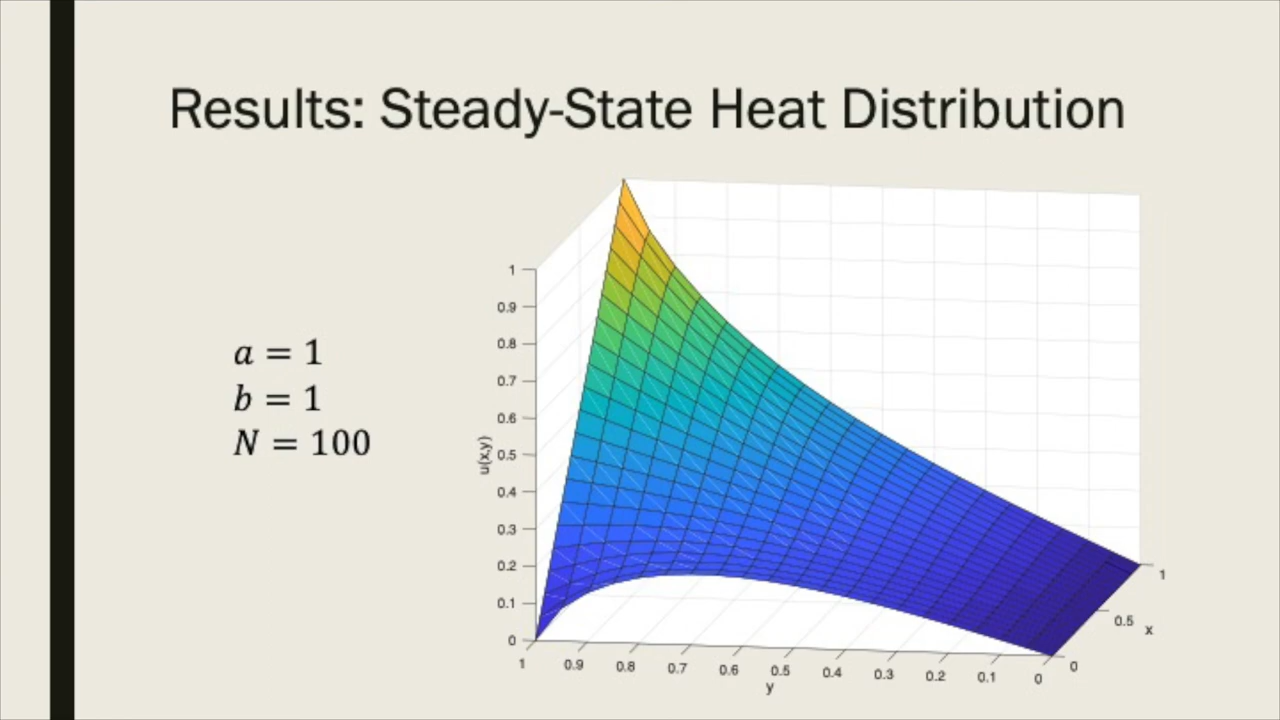 Results: Steady-State Heat Distribution
a = 1
b = 1
N = 100
u(x,y)
1
0.9
0.8
0.7
0.6
0.5
0.4
0.3
0.2
0.1
0
1 0.9 0.8 0.7 0.6 0.5 0.4 0.3 0.2 0.1 0
y
1
0.5
0
x